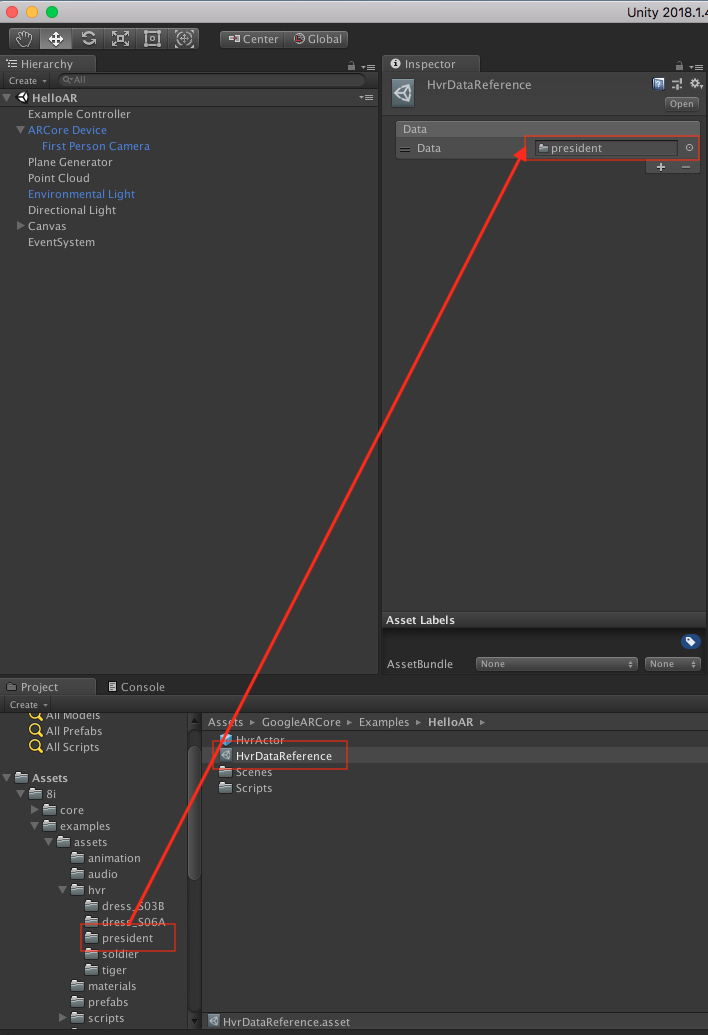 Unity 2018.1.4
Center Global
Hierarchy
Create All
HelloAR
Example Controller
ARCore Device
First Person Camera
Plane Generator
Point Cloud
Environmental Light
Directional Light
Canvas
EventSystem
Inspector
HvrDataReference
Open
Data
Data president
+ −
Asset Labels
AssetBundle None None
Project Console
Create
All Models
All Prefabs
All Scripts
Assets
8i
core
examples
assets
animation
audio
hvr
dress_S03B
dress_S06A
president
soldier
tiger
materials
prefabs
scripts
Assets ▸ GoogleARCore ▸ Examples ▸ HelloAR ▸
HvrActor
HvrDataReference
Scenes
Scripts
HvrDataReference.asset